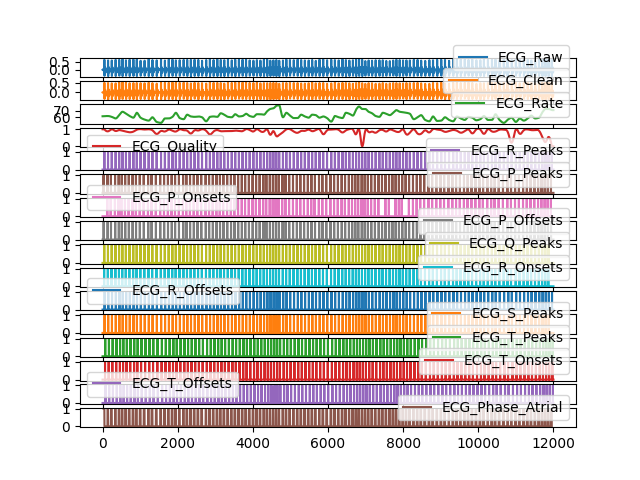 0.5
0.0
ECG_Raw
0.5
0.0
ECG_Clean
70
60
ECG_Rate
1
0
ECG_Quality
1
0
ECG_R_Peaks
1
0
ECG_P_Peaks
1
0
ECG_P_Onsets
1
0
ECG_P_Offsets
1
0
ECG_Q_Peaks
1
0
ECG_R_Onsets
1
0
ECG_R_Offsets
1
0
ECG_S_Peaks
1
0
ECG_T_Peaks
1
0
ECG_T_Onsets
1
0
ECG_T_Offsets
1
0
ECG_Phase_Atrial
0 2000 4000 6000 8000 10000 12000